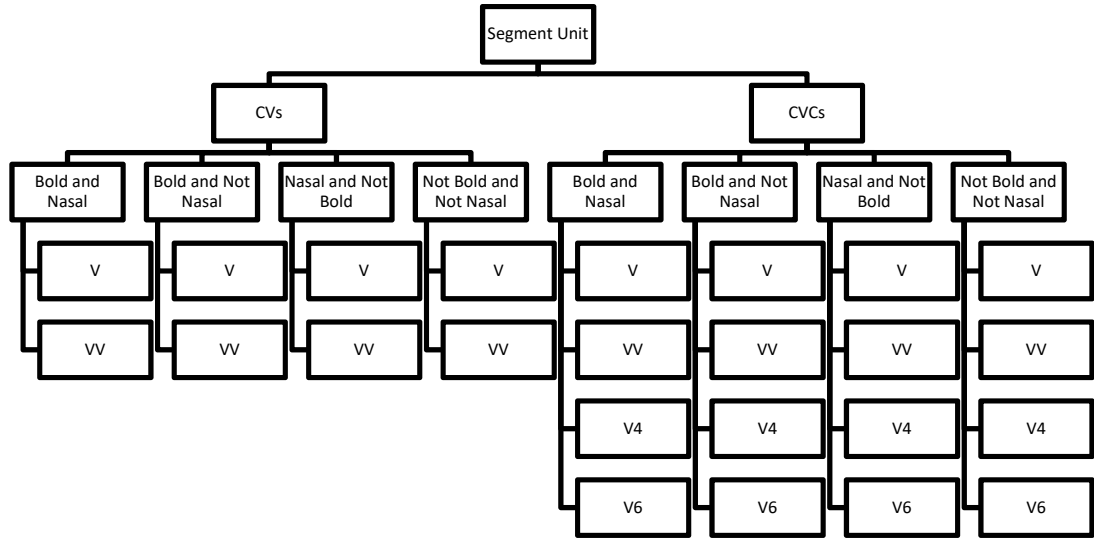 Segment Unit
CVs
CVCs
Bold and
Nasal
Bold and Not
Nasal
Nasal and Not
Bold
Not Bold and
Not Nasal
Bold and
Nasal
Bold and Not
Nasal
Nasal and Not
Bold
Not Bold and
Not Nasal
V
V
V
V
V
V
V
V
VV
VV
VV
VV
VV
VV
VV
VV
V4
V4
V4
V4
V6
V6
V6
V6